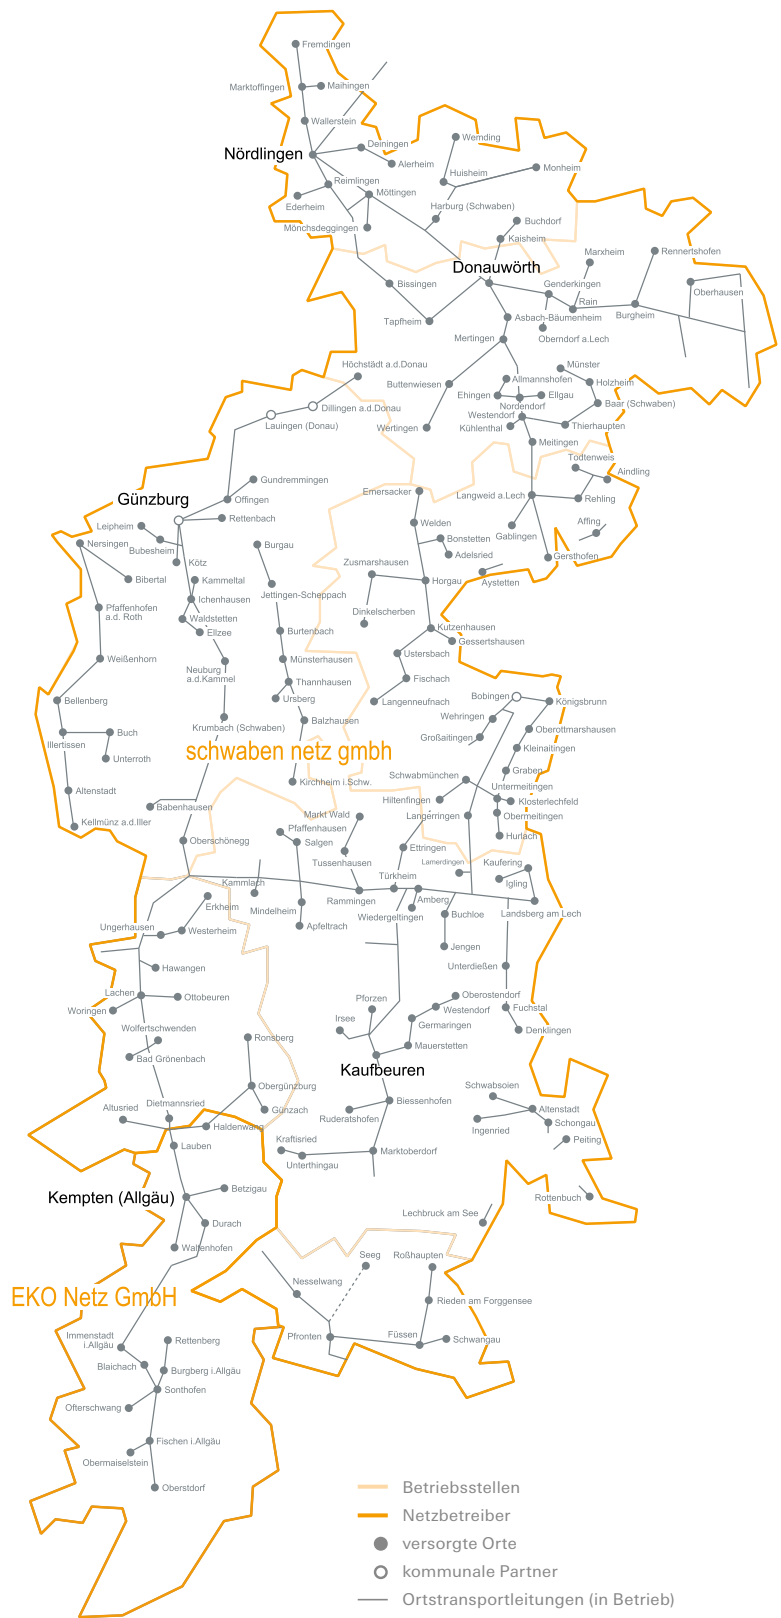 Fremdingen
Marktoffingen
Maihingen
Wallerstein
Deiningen
Wemding
Nördlingen
Alerheim
Monheim
Huisheim
Reimlingen
Möttingen
Ederheim
Harburg (Schwaben)
Buchdorf
Mönchsdeggingen
Kaisheim
Marxheim
Rennertshofen
Donauwörth
Bissingen
Genderkingen
Oberhausen
Rain
Burgheim
Tapfheim
Asbach-Bäumenheim
Oberndorf a.Lech
Mertingen
Höchstädt a.d.Donau
Münster
Buttenwiesen
Allmannshofen
Holzheim
Ehingen
Ellgau
Dillingen a.d.Donau
Nordendorf
Baar (Schwaben)
Lauingen (Donau)
Westendorf
Wertingen
Kühlenthal
Thierhaupten
Meitingen
Todtenweis
Aindling
Gundremmingen
Emersacker
Günzburg
Offingen
Langweid a.Lech
Rehling
Leipheim
Rettenbach
Welden
Affing
Nersingen
Bubesheim
Burgau
Bonstetten
Gablingen
Kötz
Zusmarshausen
Adelsried
Gersthofen
Bibertal
Kammeltal
Horgau
Aystetten
Ichenhausen
Jettingen-Scheppach
Pfaffenhofen
a.d. Roth
Waldstetten
Dinkelscherben
Ellzee
Burtenbach
Kutzenhausen
Gessertshausen
Weißenhorn
Neuburg
a.d.Kammel
Münsterhausen
Ustersbach
Thannhausen
Fischach
Bellenberg
Ursberg
Langenneufnach
Bobingen
Königsbrunn
Krumbach (Schwaben)
Balzhausen
Wehringen
Oberottmarshausen
Illertissen
Buch
Großaitingen
Kleinaitingen
schwaben netz gmbh
Unterroth
Graben
Kirchheim i.Schw.
Schwabmünchen
Untermeitingen
Altenstadt
Hiltenfingen
Klosterlechfeld
Babenhausen
Markt Wald
Langerringen
Obermeitingen
Kellmünz a.d.Iller
Pfaffenhausen
Hurlach
Oberschönegg
Salgen
Ettringen
Tussenhausen
Lamerdingen
Kaufering
Kammlach
Türkheim
Igling
Erkheim
Rammingen
Amberg
Mindelheim
Wiedergeltingen
Buchloe
Landsberg am Lech
Ungerhausen
Westerheim
Apfeltrach
Jengen
Hawangen
Unterdießen
Lachen
Ottobeuren
Pforzen
Oberostendorf
Woringen
Westendorf
Fuchstal
Wolfertschwenden
Irsee
Germaringen
Denklingen
Ronsberg
Mauerstetten
Bad Grönenbach
Kaufbeuren
Obergünzburg
Schwabsoien
Dietmannsried
Biessenhofen
Altusried
Günzach
Ruderatshofen
Altenstadt
Haldenwang
Ingenried
Schongau
Lauben
Kraftisried
Marktoberdorf
Peiting
Unterthingau
Kempten (Allgäu)
Betzigau
Rottenbuch
Durach
Lechbruck am See
Waltenhofen
Seeg
Roßhaupten
Nesselwang
EKO Netz GmbH
Rieden am Forggensee
Immenstadt
i.Allgäu
Rettenberg
Pfronten
Füssen
Schwangau
Blaichach
Burgberg i.Allgäu
Sonthofen
Ofterschwang
Fischen i.Allgäu
Obermaiselstein
Oberstdorf
Betriebsstellen
Netzbetreiber
versorgte Orte
kommunale Partner
Ortstransportleitungen (in Betrieb)